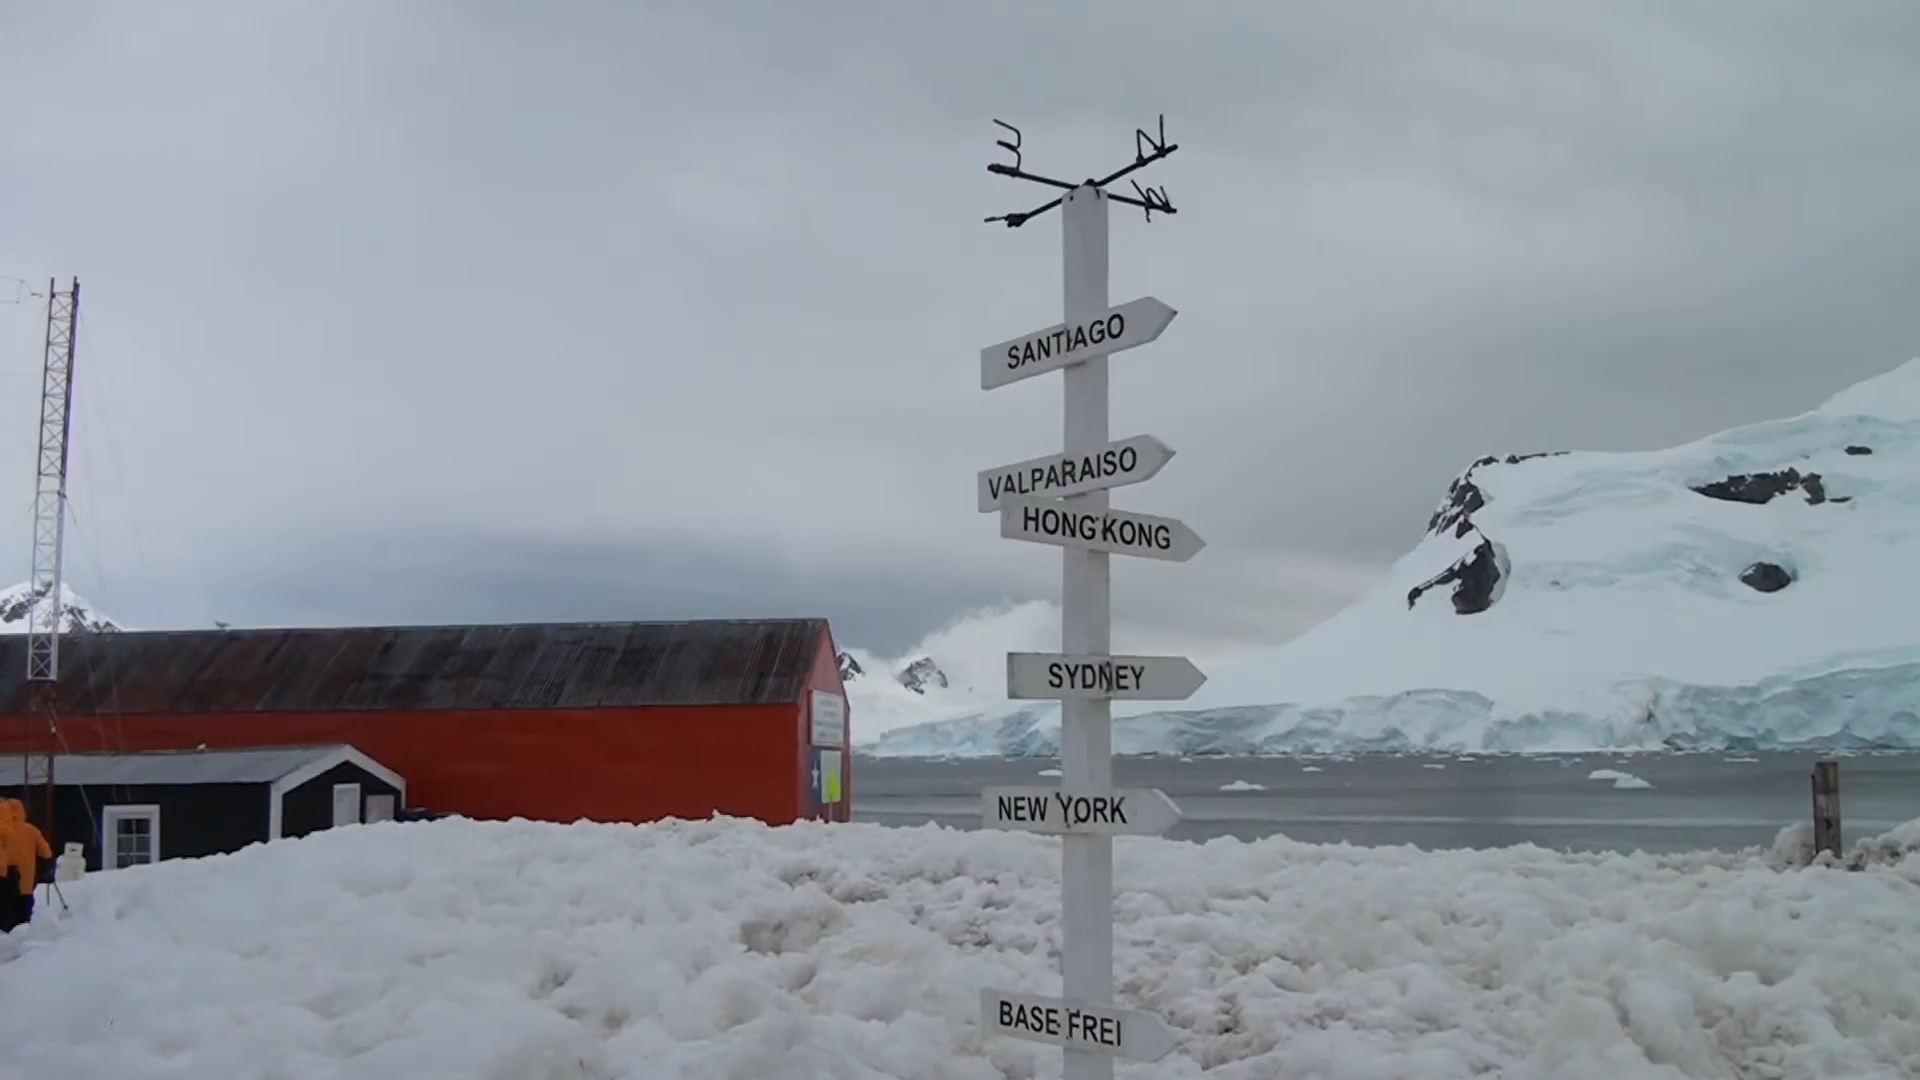 N
W
SANTIAGO
VALPARAISO
HONG KONG
SYDNEY
NEW YORK
BASE FREI